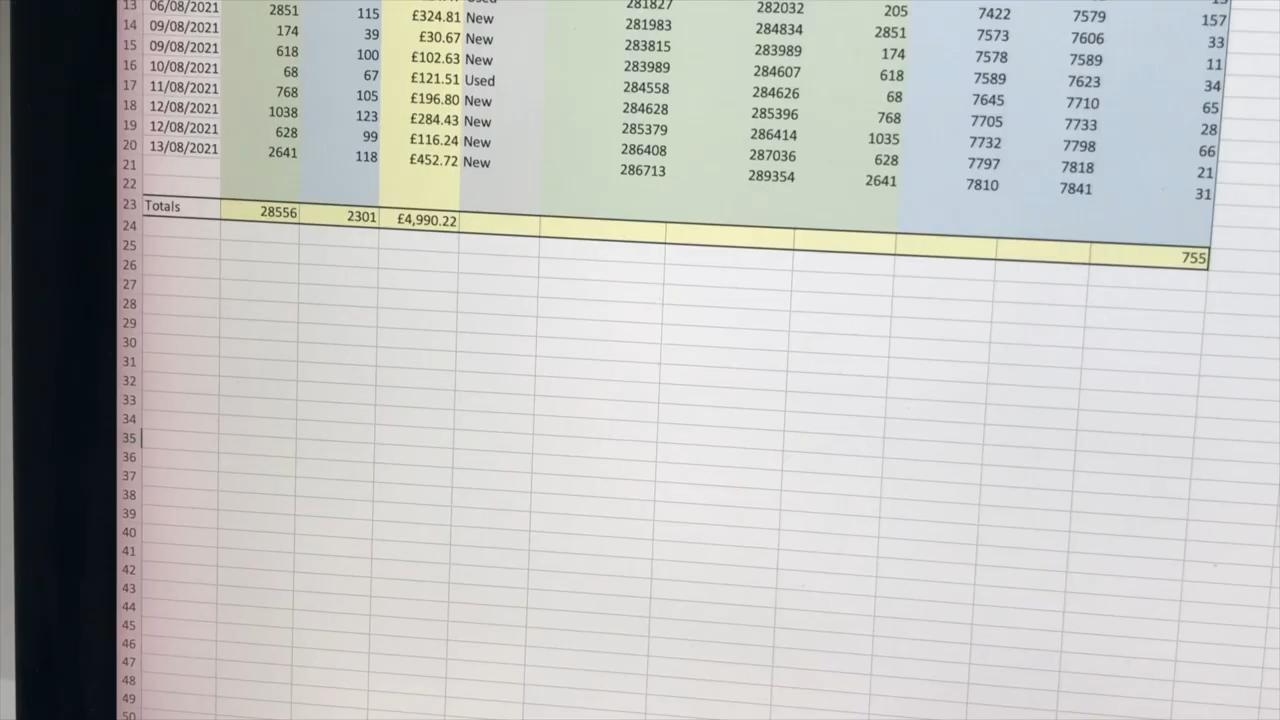 281827 282032 205 7422 7579 157
13 06/08/2021 2851 115 £324.81 New 281983 284834 2851 7573 7606 33
14 09/08/2021 174 39 £30.67 New 283815 283989 174 7578 7589 11
15 09/08/2021 618 100 £102.63 New 283989 284607 618 7589 7623 34
16 10/08/2021 68 67 £121.51 Used 284558 284626 68 7645 7710 65
17 11/08/2021 768 105 £196.80 New 284628 285396 768 7705 7733 28
18 12/08/2021 1038 123 £284.43 New 285379 286414 1035 7732 7798 66
19 12/08/2021 628 99 £116.24 New 286408 287036 628 7797 7818 21
20 13/08/2021 2641 118 £452.72 New 286713 289354 2641 7810 7841 31
21
22
23 Totals 28556 2301 £4,990.22 755
24
25
26
27
28
29
30
31
32
33
34
35
36
37
38
39
40
41
42
43
44
45
46
47
48
49
50